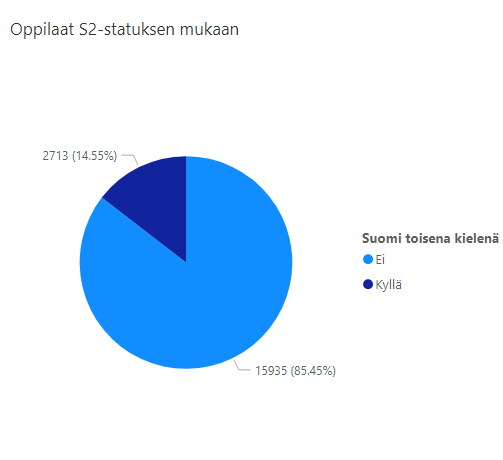 Oppilaat S2-statuksen mukaan
2713 (14.55%)
Suomi toisena kielenä
Ei
Kyllä
15935 (85.45%)